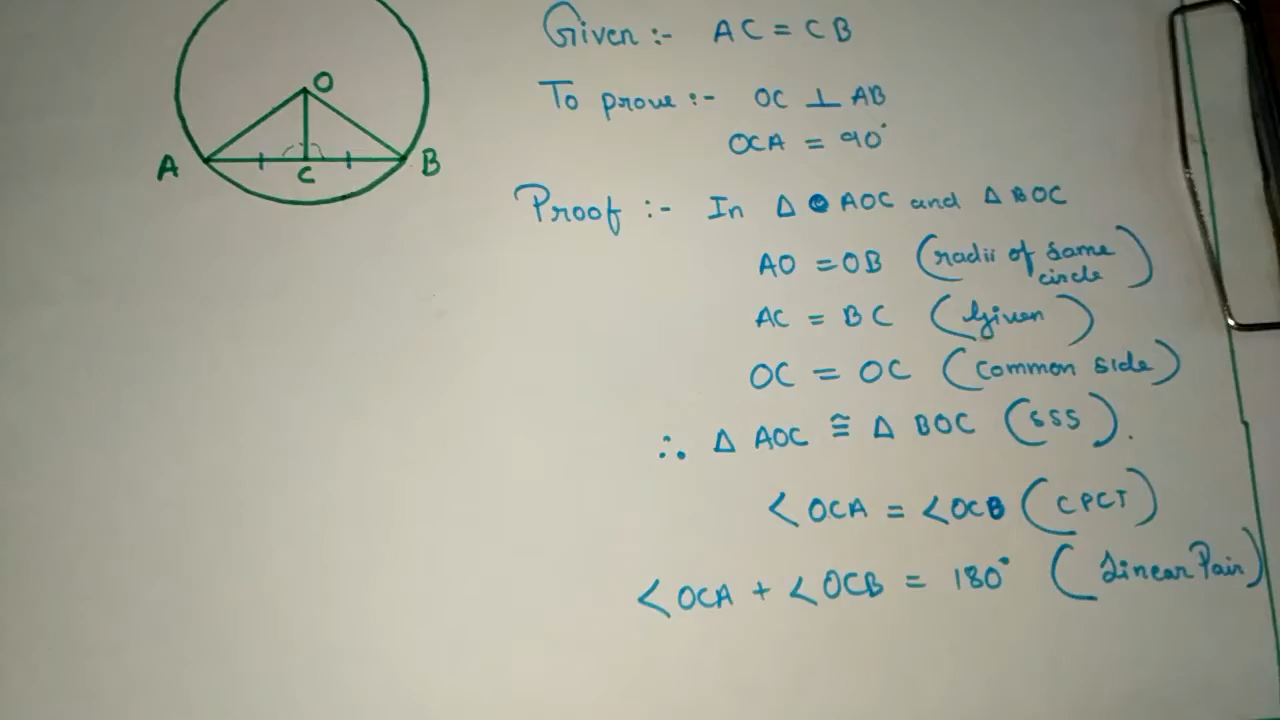 O
A
B
C
Given :- AC = CB
To prove :- OC ⊥ AB
OCA = 90°
Proof :- In Δ AOC and Δ BOC
AO = OB (radii of same
circle)
AC = BC (Given)
OC = OC (Common side)
∴ Δ AOC ≅ Δ BOC (SSS).
<OCA = <OCB (CPCT)
<OCA + <OCB = 180° (Linear Pair)